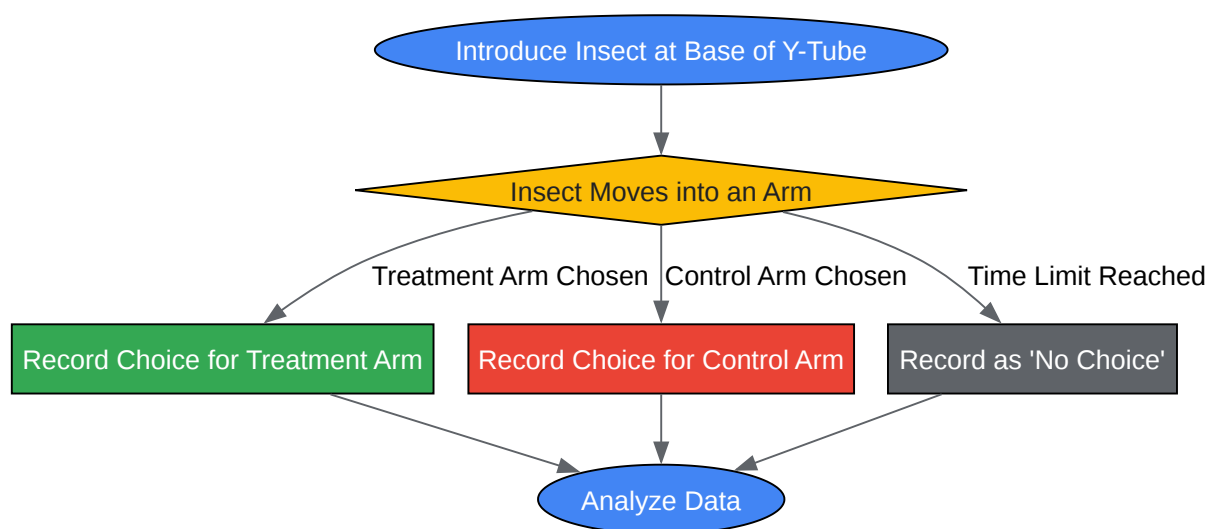 Introduce Insect at Base of Y-Tube
Insect Moves into an Arm
Treatment Arm Chosen
Control Arm Chosen
Time Limit Reached
Record Choice for Treatment Arm
Record Choice for Control Arm
Record as 'No Choice'
Analyze Data